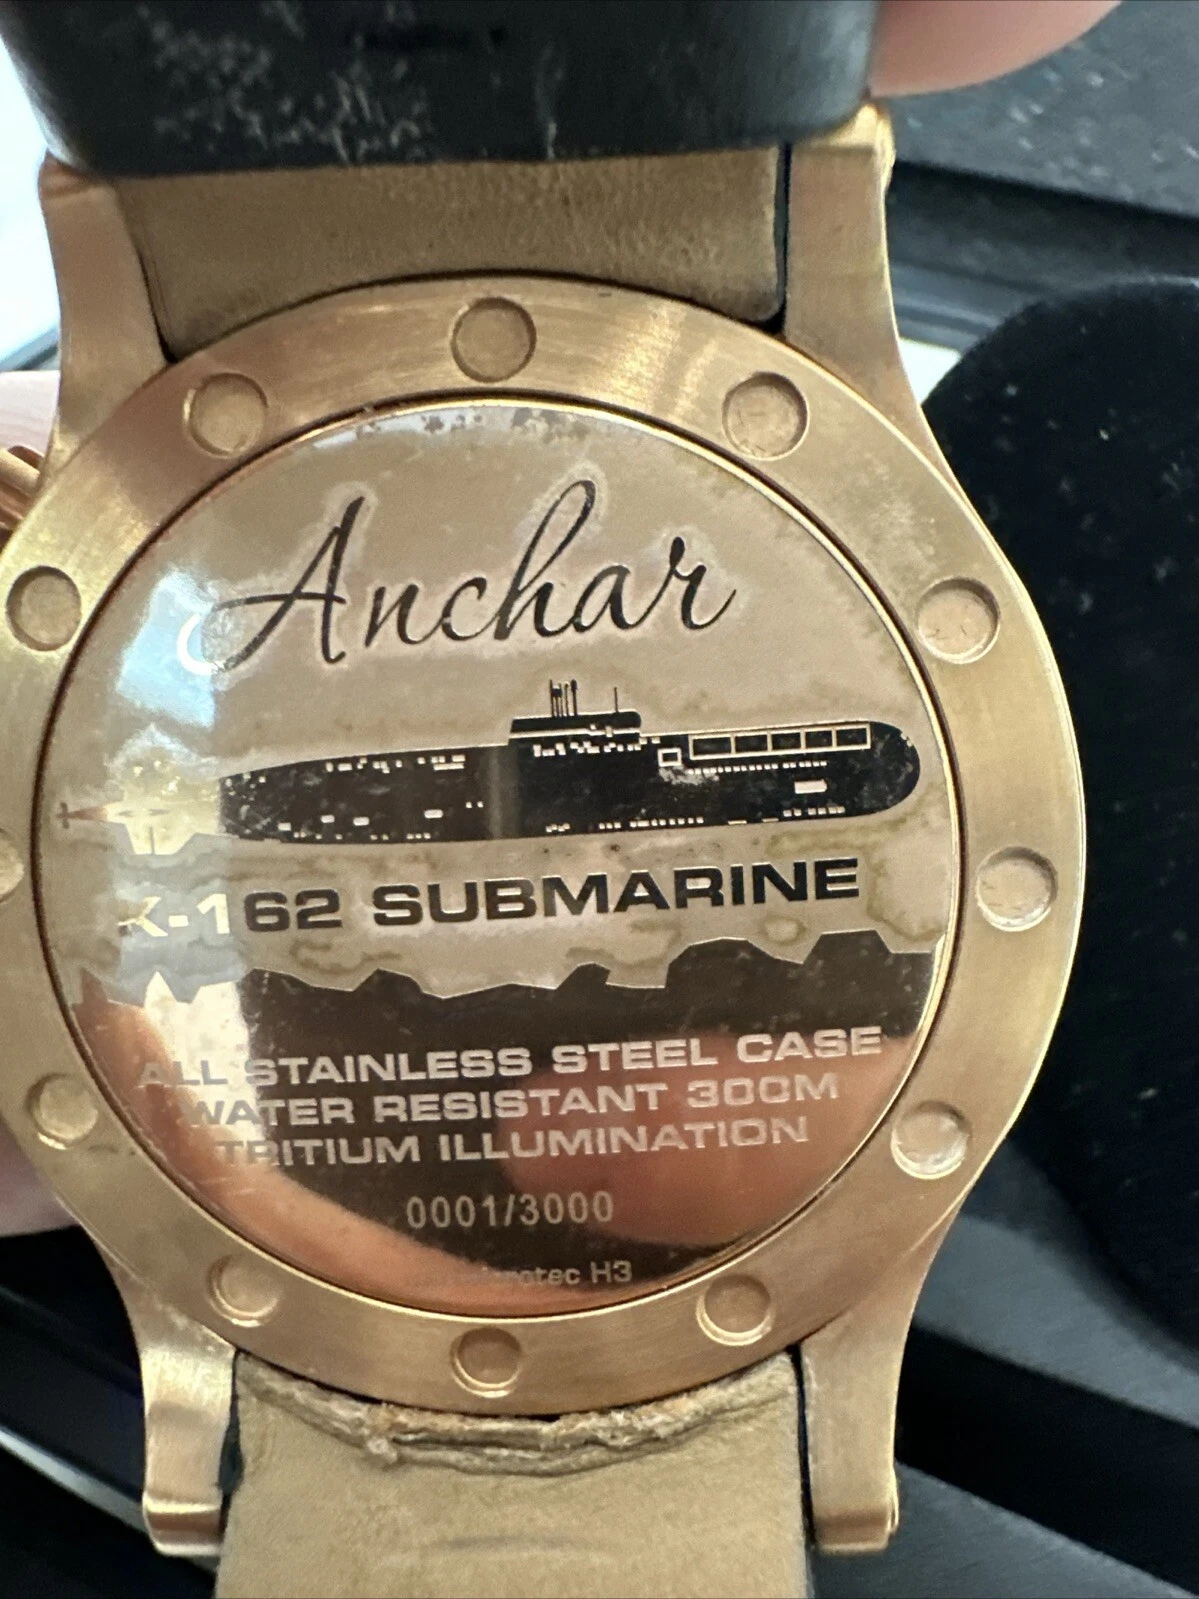 Anchar
K-162 SUBMARINE
ALL STAINLESS STEEL CASE
WATER RESISTANT 300M
TRITIUM ILLUMINATION
0001/3000
H3